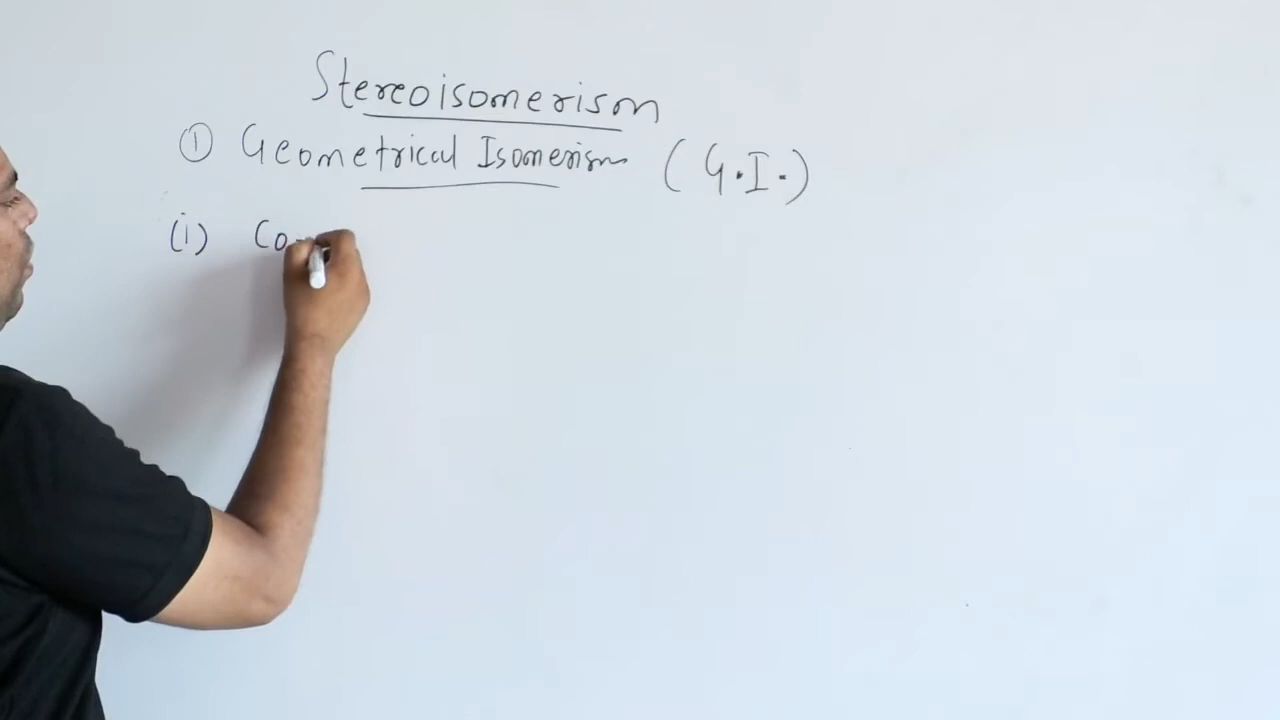 Stereoisomerism
① Geometrical Isomerism (G.I.)
(i) Co